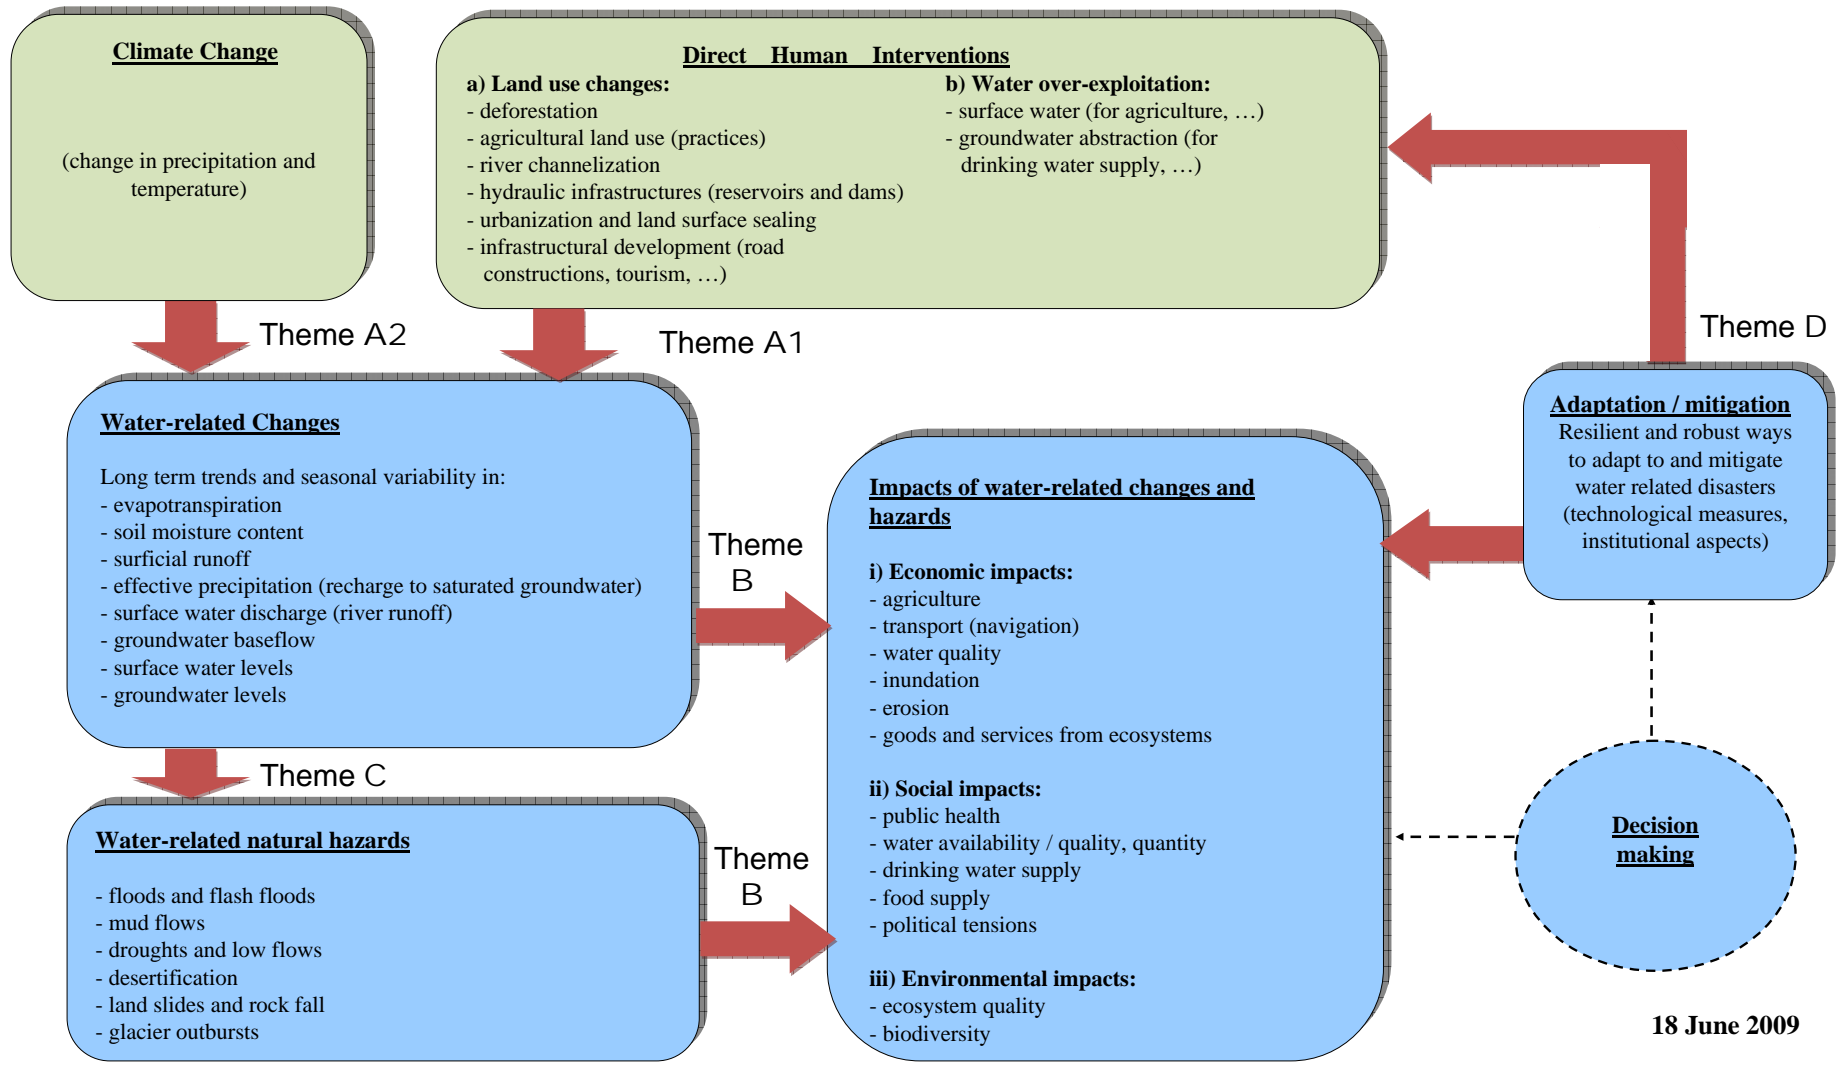 Climate Change
(change in precipitation and
temperature)
Direct Human Interventions
a) Land use changes:
- deforestation
- agricultural land use (practices)
- river channelization
- hydraulic infrastructures (reservoirs and dams)
- urbanization and land surface sealing
- infrastructural development (road
constructions, tourism, …)
b) Water over-exploitation:
- surface water (for agriculture, …)
- groundwater abstraction (for
drinking water supply, …)
Theme A2
Theme A1
Theme D
Water-related Changes
Long term trends and seasonal variability in:
- evapotranspiration
- soil moisture content
- surficial runoff
- effective precipitation (recharge to saturated groundwater)
- surface water discharge (river runoff)
- groundwater baseflow
- surface water levels
- groundwater levels
Theme
B
Theme C
Water-related natural hazards
- floods and flash floods
- mud flows
- droughts and low flows
- desertification
- land slides and rock fall
- glacier outbursts
Theme
B
Impacts of water-related changes and
hazards
i) Economic impacts:
- agriculture
- transport (navigation)
- water quality
- inundation
- erosion
- goods and services from ecosystems
ii) Social impacts:
- public health
- water availability / quality, quantity
- drinking water supply
- food supply
- political tensions
iii) Environmental impacts:
- ecosystem quality
- biodiversity
Adaptation / mitigation
Resilient and robust ways
to adapt to and mitigate
water related disasters
(technological measures,
institutional aspects)
Decision
making
18 June 2009